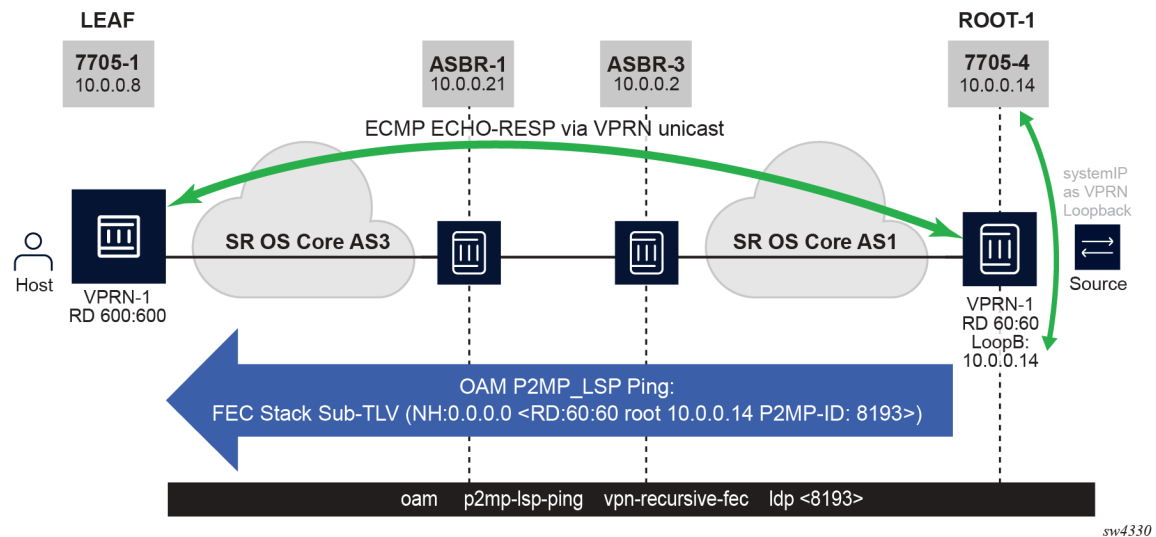 LEAF
ROOT-1
7705-1
10.0.0.8
ASBR-1
10.0.0.21
ASBR-3
10.0.0.2
7705-4
10.0.0.14
ECMP ECHO-RESP via VPRN unicast
systemIP
as VPRN
Loopback
SR OS Core AS3
SR OS Core AS1
Host
Source
VPRN-1
RD 600:600
VPRN-1
RD 60:60
LoopB:
10.0.0.14
OAM P2MP_LSP Ping:
FEC Stack Sub-TLV (NH:0.0.0.0 <RD:60:60 root 10.0.0.14 P2MP-ID: 8193>)
oam p2mp-lsp-ping vpn-recursive-fec ldp <8193>
sw4330